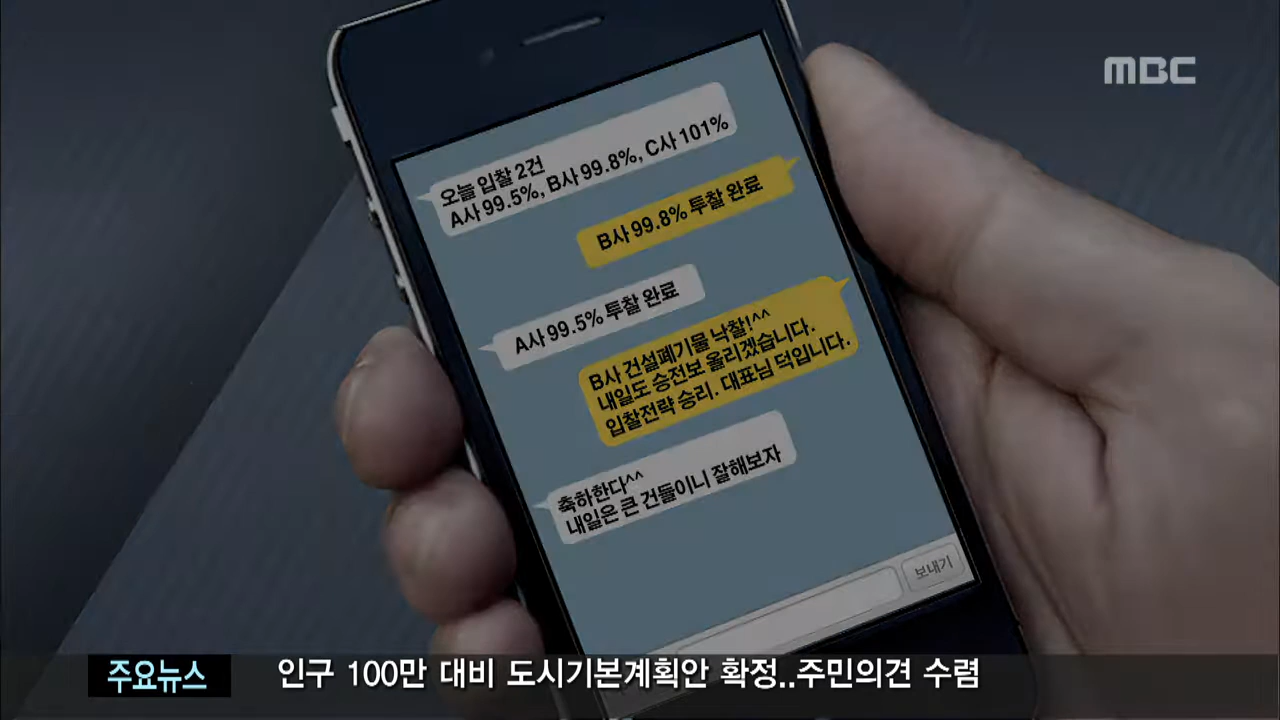 MBC
오늘 입찰 2건
A사 99.5%, B사 99.8%, C사 101%
B사 99.8% 투찰 완료
A사 99.5% 투찰 완료
B사 건설폐기물 낙찰!^^
내일도 승전보 올리겠습니다.
입찰전략 승리. 대표님 덕입니다.
축하한다^^
내일은 큰 건들이니 잘해보자
보내기
주요뉴스 인구 100만 대비 도시기본계획안 확정..주민의견 수렴